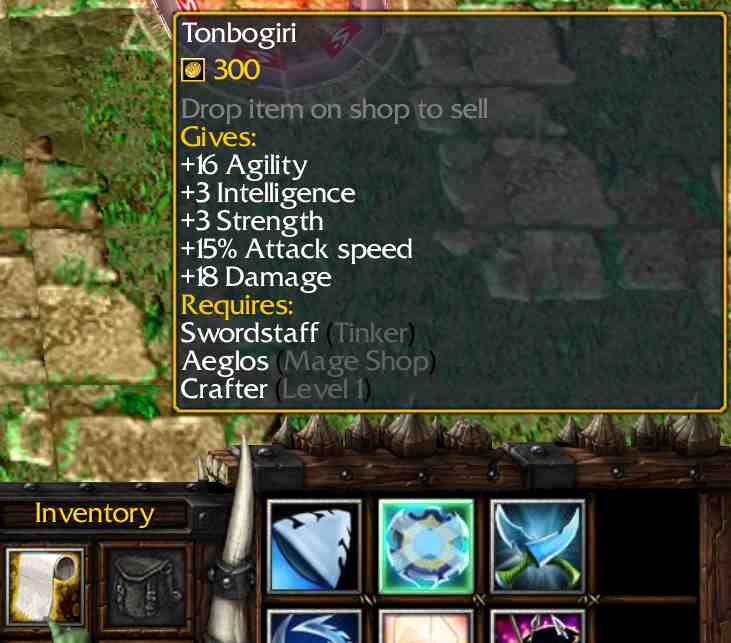 Tonbogiri
300
Drop item on shop to sell
Gives:
+16 Agility
+3 Intelligence
+3 Strength
+15% Attack speed
+18 Damage
Requires:
Swordstaff (Tinker)
Aeglos (Mage Shop)
Crafter (Level 1)
Inventory